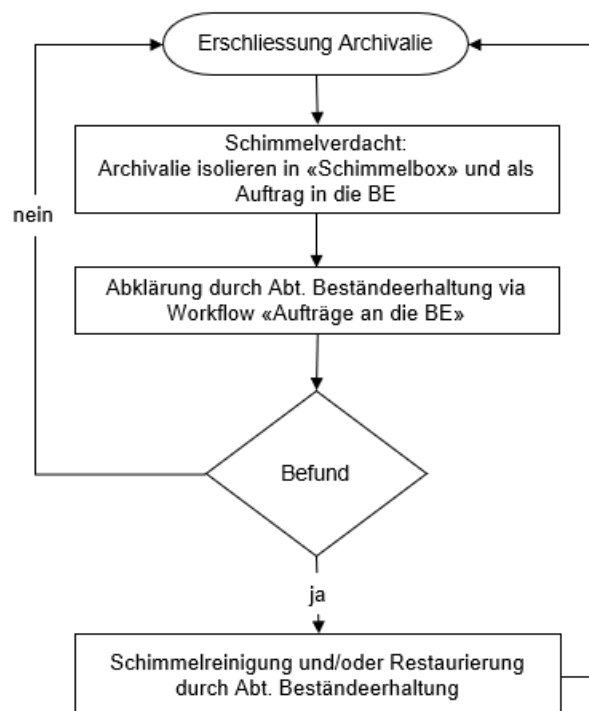 Erschliessung Archivalie
Schimmelverdacht:
Archivalie isolieren in «Schimmelbox» und als
Auftrag in die BE
nein
Abklärung durch Abt. Beständeerhaltung via
Workflow «Aufträge an die BE»
Befund
ja
Schimmelreinigung und/oder Restaurierung
durch Abt. Beständeerhaltung